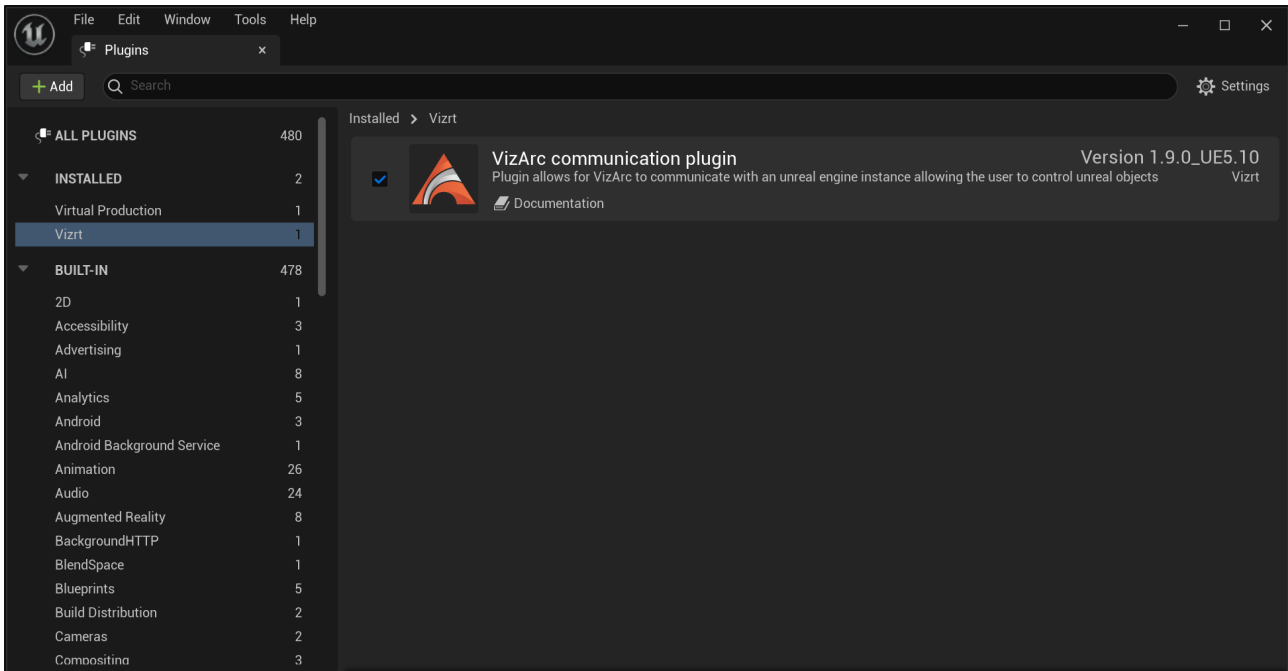 File Edit Window Tools Help
Plugins
Add
Search
Settings
ALL PLUGINS 480
INSTALLED 2
Virtual Production 1
Vizrt 1
BUILT-IN 478
2D 1
Accessibility 3
Advertising 1
AI 8
Analytics 5
Android 3
Android Background Service 1
Animation 26
Audio 24
Augmented Reality 8
BackgroundHTTP 1
BlendSpace 1
Blueprints 5
Build Distribution 2
Cameras 2
Compositing 3
Installed > Vizrt
VizArc communication plugin Version 1.9.0_UE5.10
Plugin allows for VizArc to communicate with an unreal engine instance allowing the user to control unreal objects Vizrt
Documentation